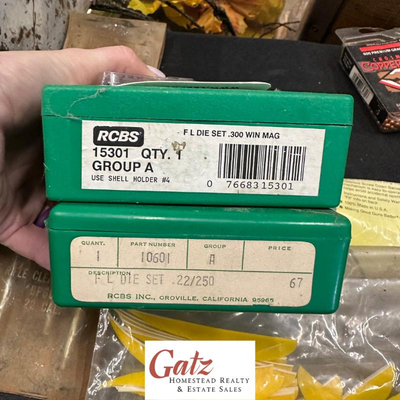 RCBS
F L DIE SET .300 WIN MAG
15301 QTY. 1
GROUP A
USE SHELL HOLDER #4
0 7668315301
QUANT. PART NUMBER GROUP PRICE
1 10601 A
DESCRIPTION
F L DIE SET .22/250 67
RCBS INC., OROVILLE, CALIFORNIA 95965
Gatz
HOMESTEAD REALTY
& ESTATE SALES
COPPER